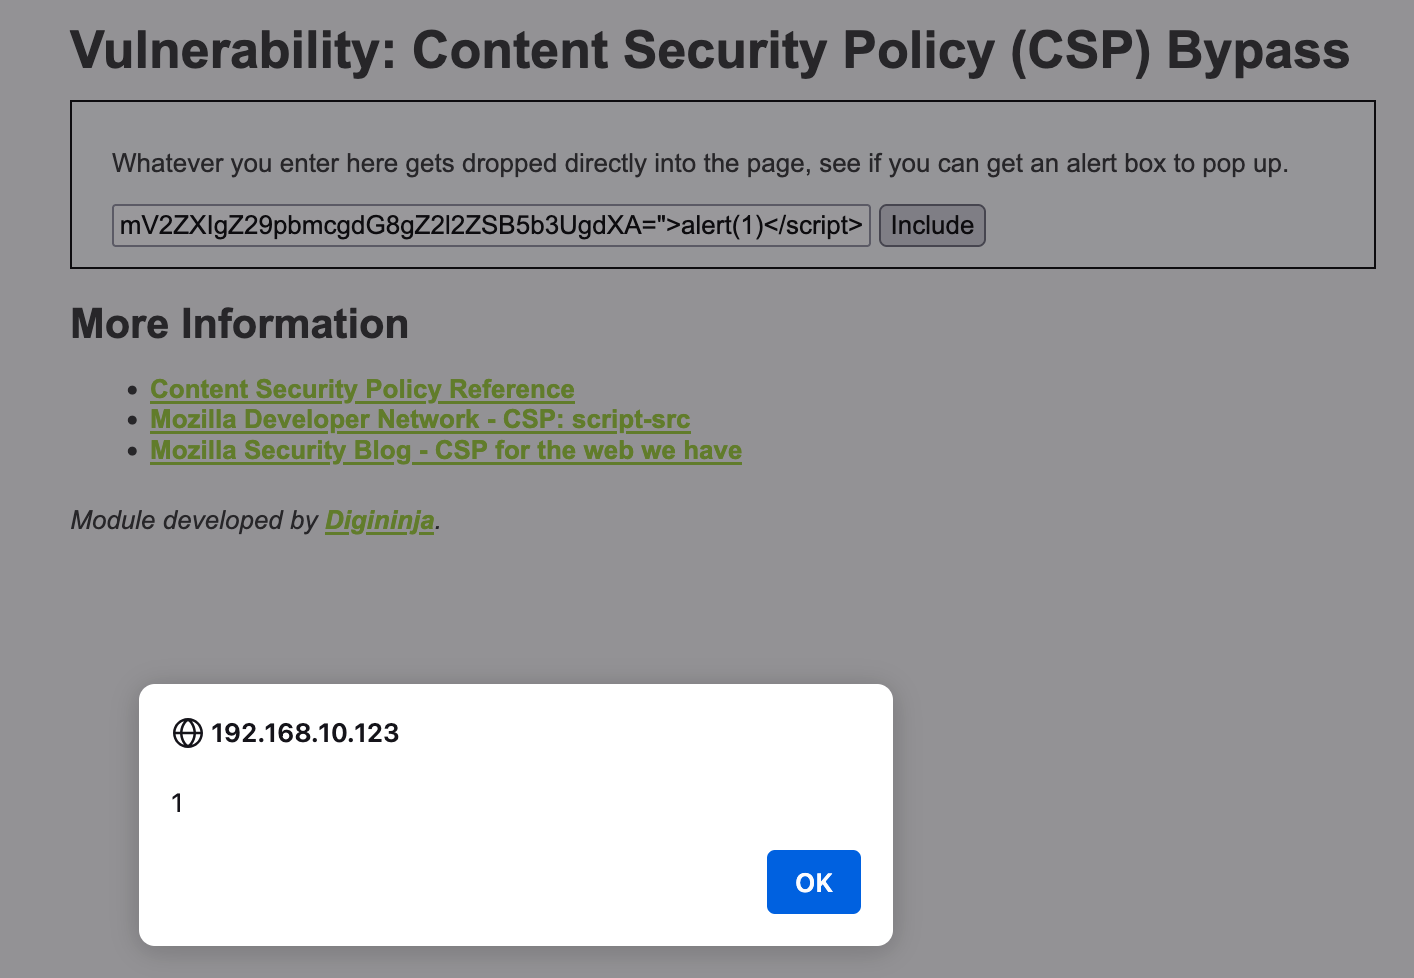 Vulnerability: Content Security Policy (CSP) Bypass
Whatever you enter here gets dropped directly into the page, see if you can get an alert box to pop up.
mV2ZXIgZ29pbmcgdG8gZ2l2ZSB5b3UgdXA=">alert(1)</script> Include
More Information
Content Security Policy Reference
Mozilla Developer Network - CSP: script-src
Mozilla Security Blog - CSP for the web we have
Module developed by Digininja.
192.168.10.123
1
OK